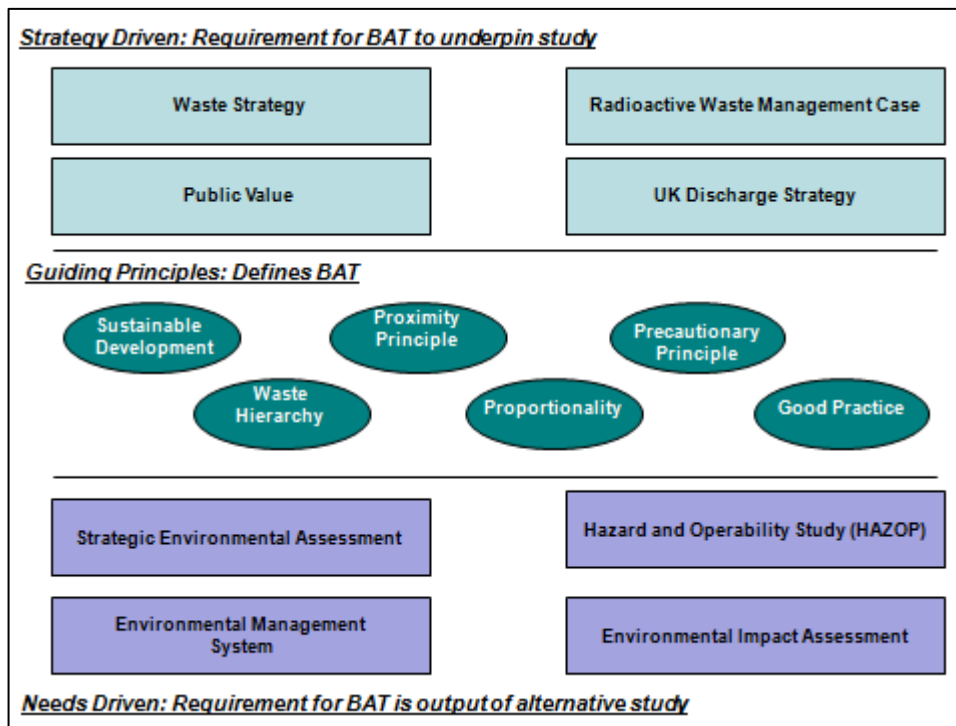 Strategy Driven: Requirement for BAT to underpin study
Waste Strategy
Radioactive Waste Management Case
Public Value
UK Discharge Strategy
Guiding Principles: Defines BAT
Sustainable
Development
Proximity
Principle
Precautionary
Principle
Waste
Hierarchy
Proportionality
Good Practice
Strategic Environmental Assessment
Hazard and Operability Study (HAZOP)
Environmental Management
System
Environmental Impact Assessment
Needs Driven: Requirement for BAT is output of alternative study